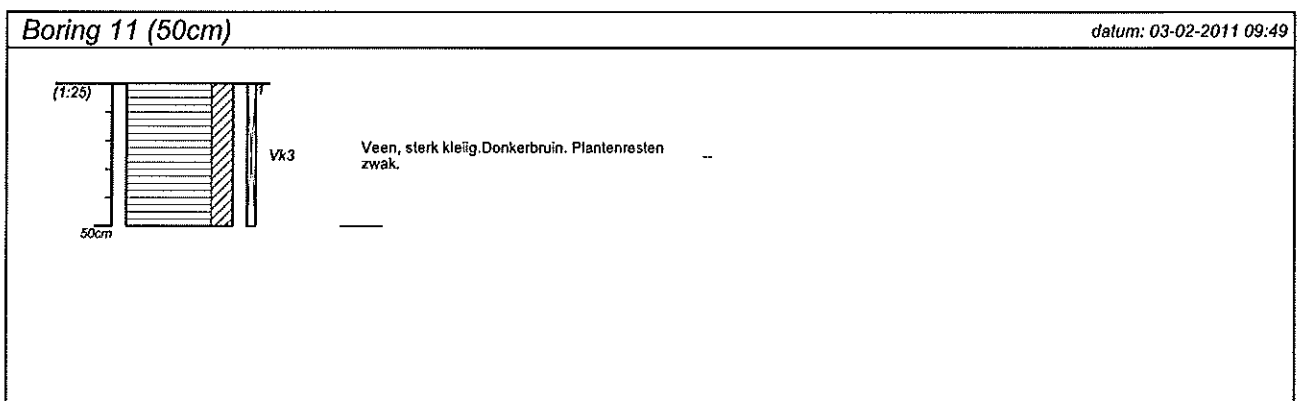 Boring 11 (50cm)
datum: 03-02-2011 09:49
(1:25)
1
Vk3
Veen, sterk kleiïg.Donkerbruin. Plantenresten
zwak.
--
50cm